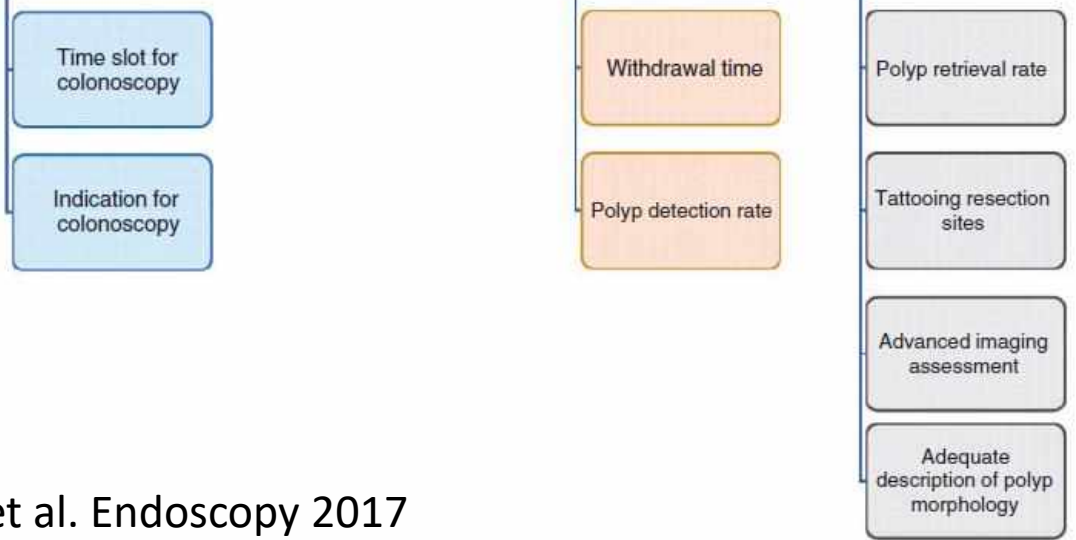 Time slot for
colonoscopy
Indication for
colonoscopy
Withdrawal time
Polyp detection rate
Polyp retrieval rate
Tattooing resection
sites
Advanced imaging
assessment
Adequate
description of polyp
morphology
et al. Endoscopy 2017